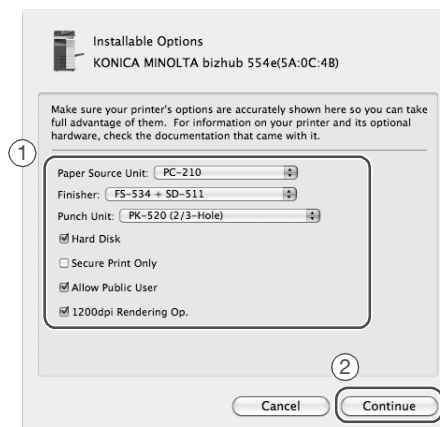 Installable Options
KONICA MINOLTA bizhub 554e(5A:0C:4B)
Make sure your printer's options are accurately shown here so you can take
full advantage of them. For information on your printer and its optional
hardware, check the documentation that came with it.
1
Paper Source Unit: PC-210
Finisher: FS-534 + SD-511
Punch Unit: PK-520 (2/3-Hole)
Hard Disk
Secure Print Only
Allow Public User
1200dpi Rendering Op.
2
Cancel Continue